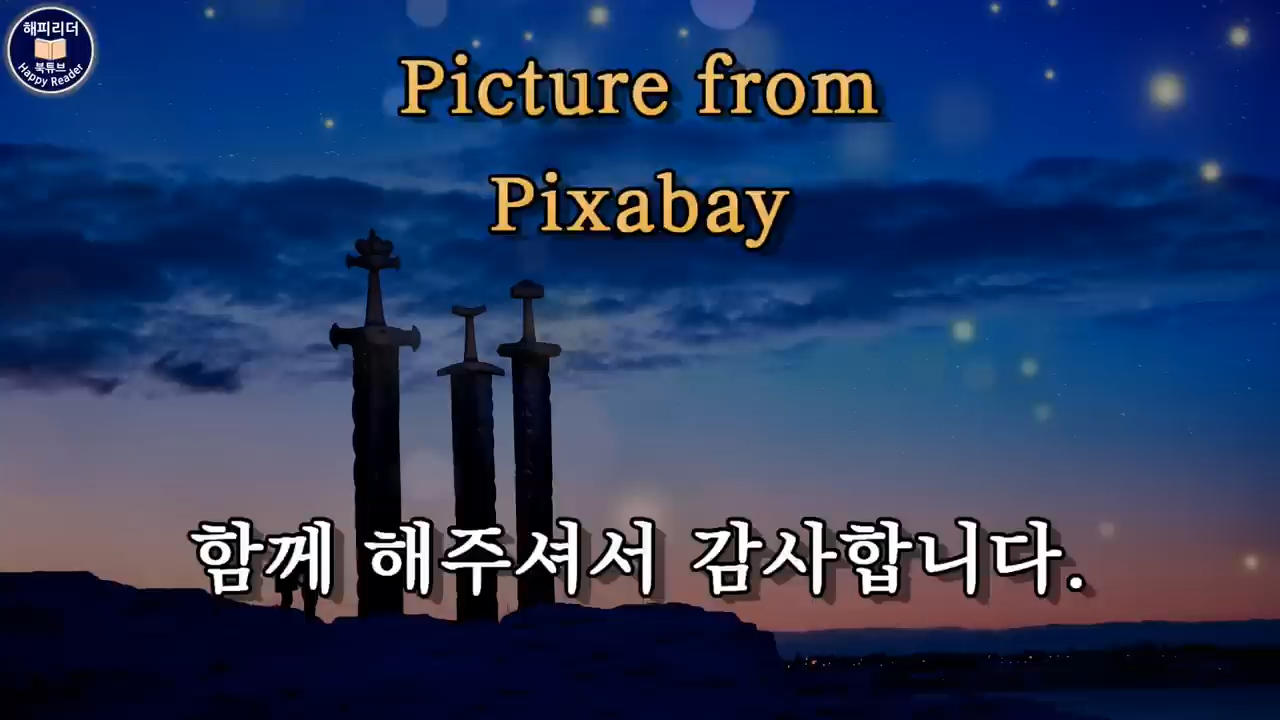 해피리더
북튜브
Happy Reader
Picture from
Pixabay
함께 해주셔서 감사합니다.